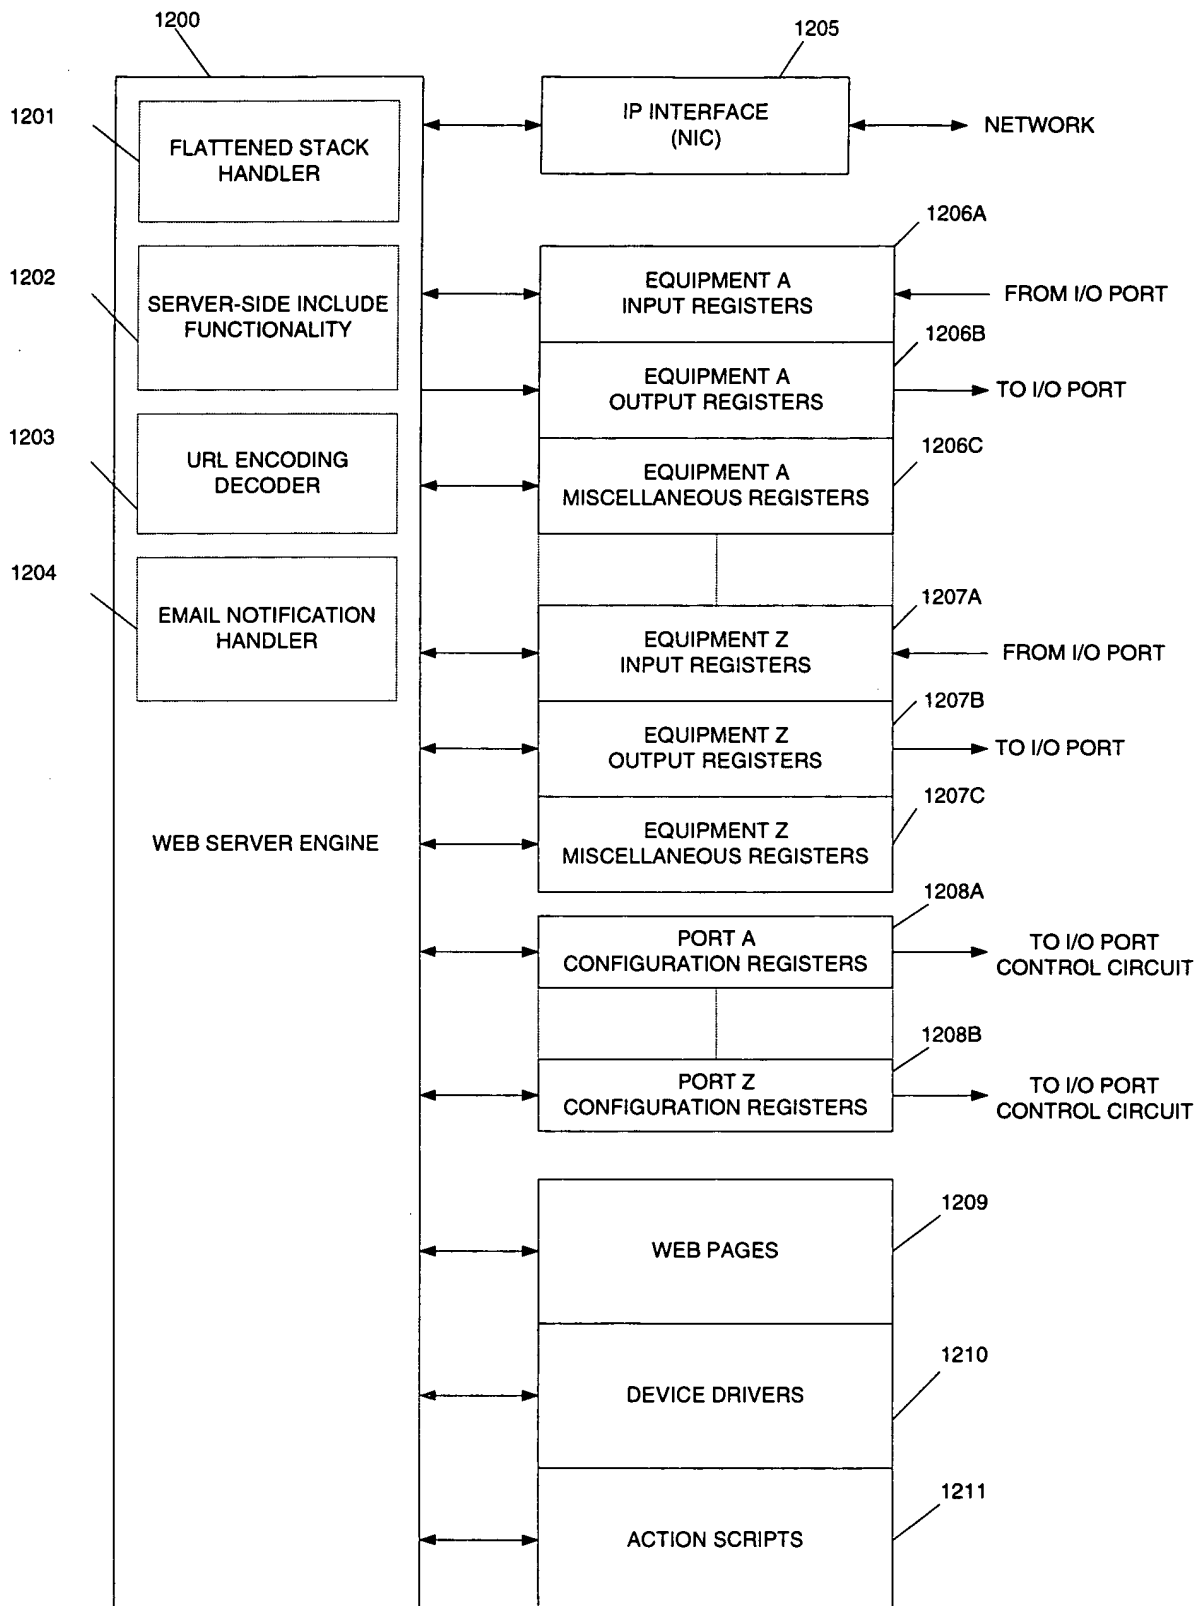 1200
1205
1201
FLATTENED STACK
HANDLER
IP INTERFACE
(NIC)
NETWORK
1206A
1202
SERVER-SIDE INCLUDE
FUNCTIONALITY
EQUIPMENT A
INPUT REGISTERS
FROM I/O PORT
1206B
EQUIPMENT A
OUTPUT REGISTERS
TO I/O PORT
1203
URL ENCODING
DECODER
1206C
EQUIPMENT A
MISCELLANEOUS REGISTERS
1204
EMAIL NOTIFICATION
HANDLER
1207A
EQUIPMENT Z
INPUT REGISTERS
FROM I/O PORT
1207B
EQUIPMENT Z
OUTPUT REGISTERS
TO I/O PORT
1207C
WEB SERVER ENGINE
EQUIPMENT Z
MISCELLANEOUS REGISTERS
1208A
PORT A
CONFIGURATION REGISTERS
TO I/O PORT
CONTROL CIRCUIT
1208B
PORT Z
CONFIGURATION REGISTERS
TO I/O PORT
CONTROL CIRCUIT
1209
WEB PAGES
1210
DEVICE DRIVERS
1211
ACTION SCRIPTS